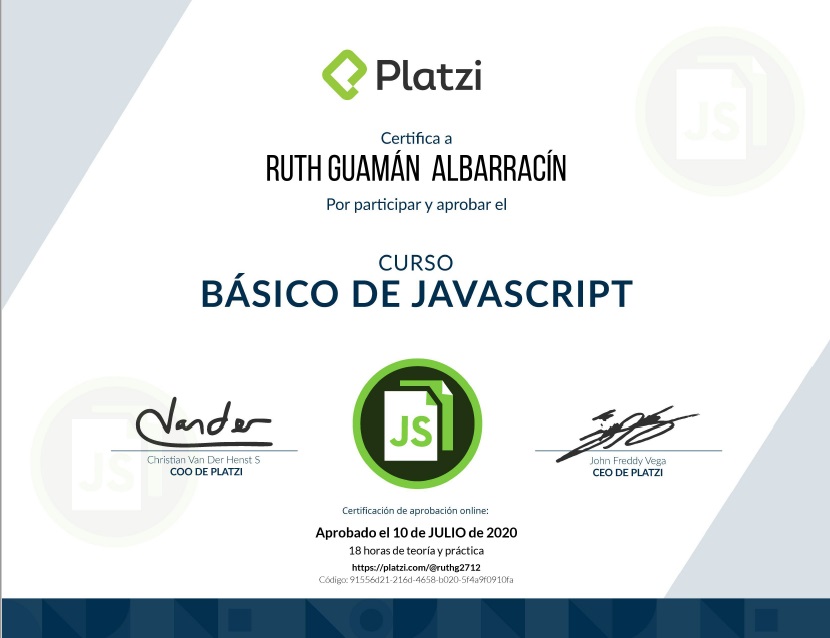 Platzi
JS
Certifica a
RUTH GUAMÁN ALBARRACÍN
Por participar y aprobar el
CURSO
BÁSICO DE JAVASCRIPT
Vander
JS
JS
Christian Van Der Henst S
COO DE PLATZI
John Freddy Vega
CEO DE PLATZI
Certificación de aprobación online:
Aprobado el 10 de JULIO de 2020
18 horas de teoría y práctica
https://platzi.com/@ruthg2712
Código: 91556d21-216d-4658-b020-5f4a9f0910fa